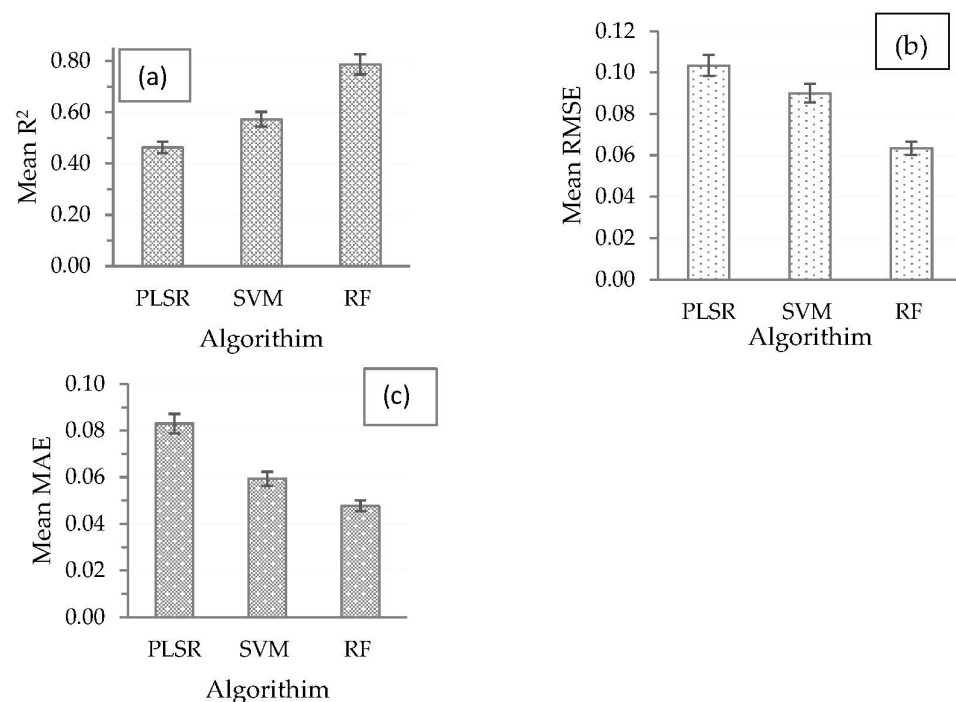 (a)
Mean R²
0.80
0.60
0.40
0.20
0.00
PLSR SVM RF
Algorithim
(b)
Mean RMSE
0.12
0.10
0.08
0.06
0.04
0.02
0.00
PLSR SVM RF
Algorithim
(c)
Mean MAE
0.10
0.08
0.06
0.04
0.02
0.00
PLSR SVM RF
Algorithim